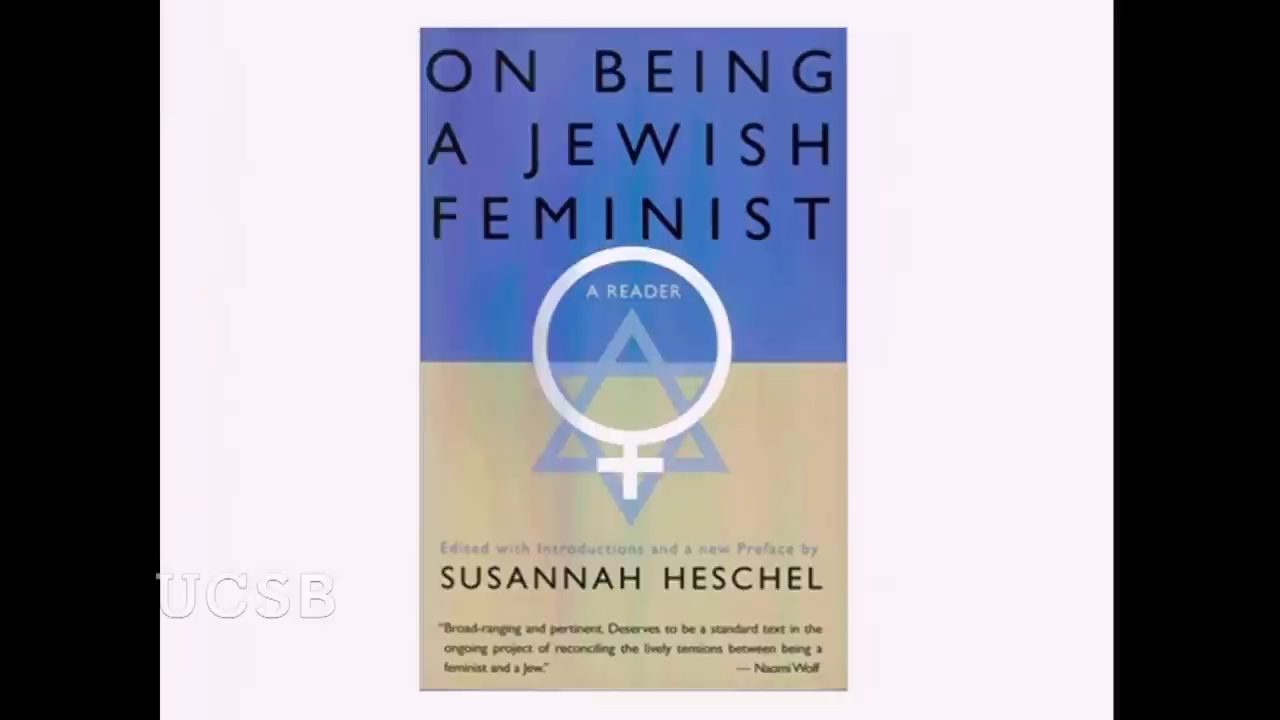 ON BEING
A JEWISH
FEMINIST
A READER
Edited with Introductions and a new Preface by
SUSANNAH HESCHEL
"Broad-ranging and pertinent. Deserves to be a standard text in the
ongoing project of reconciling the lively tensions between being a
feminist and a Jew."
— Naomi Wolf
UCSB